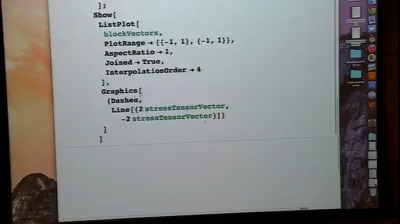 ];
Show[
ListPlot[
blockVectors,
PlotRange → {{-1, 1}, {-1, 1}},
AspectRatio → 1,
Joined → True,
InterpolationOrder → 4
],
Graphics[
{Dashed,
Line[{2 stressTensorVector,
-2 stressTensorVector}]}
]
]